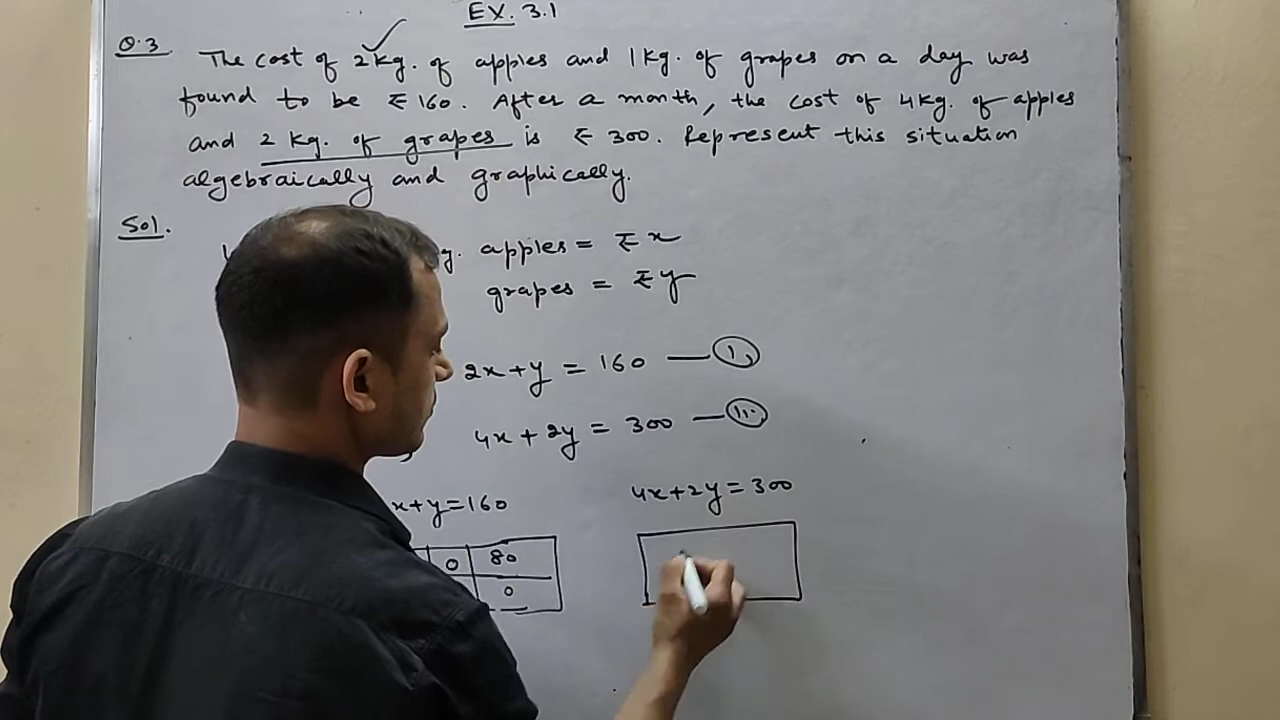 EX. 3.1
Q.3 The cost of 2kg. of apples and 1kg. of grapes on a day was
found to be ₹160. After a month, the cost of 4kg. of apples
and 2 kg. of grapes is ₹ 300. Represent this situation
algebraically and graphically.
Sol. apples = ₹ x
grapes = ₹ y
2x+y = 160 — (i)
4x+2y = 300 — (ii)
x+y=160 4x+2y=300
0 80
0